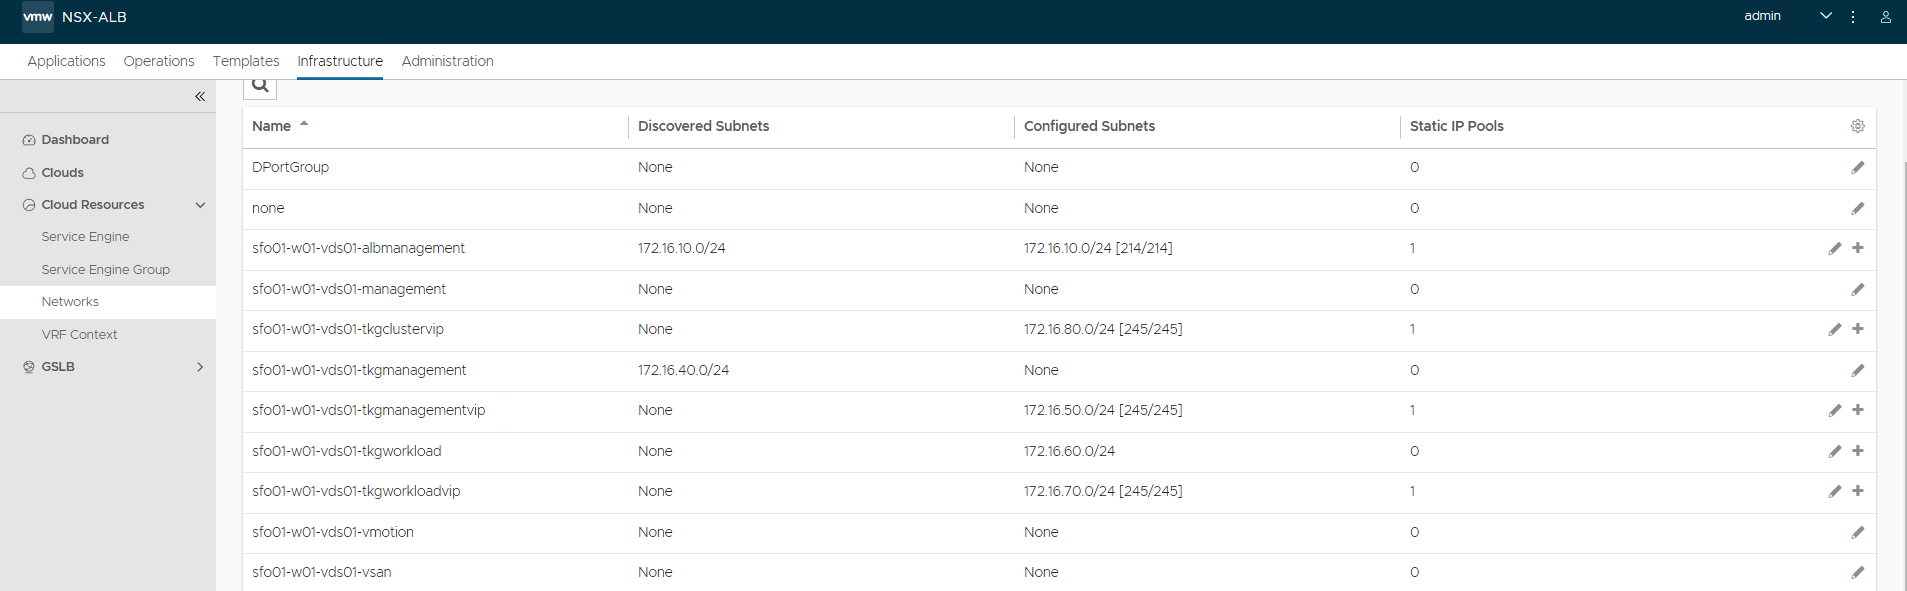 vmw NSX-ALB admin
Applications Operations Templates Infrastructure Administration
Name Discovered Subnets Configured Subnets Static IP Pools
Dashboard
Clouds
Cloud Resources
Service Engine
Service Engine Group
Networks
VRF Context
GSLB
DPortGroup None None 0
none None None 0
sfo01-w01-vds01-albmanagement 172.16.10.0/24 172.16.10.0/24 [214/214] 1
sfo01-w01-vds01-management None None 0
sfo01-w01-vds01-tkgclustervip None 172.16.80.0/24 [245/245] 1
sfo01-w01-vds01-tkgmanagement 172.16.40.0/24 None 0
sfo01-w01-vds01-tkgmanagementvip None 172.16.50.0/24 [245/245] 1
sfo01-w01-vds01-tkgworkload None 172.16.60.0/24 0
sfo01-w01-vds01-tkgworkloadvip None 172.16.70.0/24 [245/245] 1
sfo01-w01-vds01-vmotion None None 0
sfo01-w01-vds01-vsan None None 0